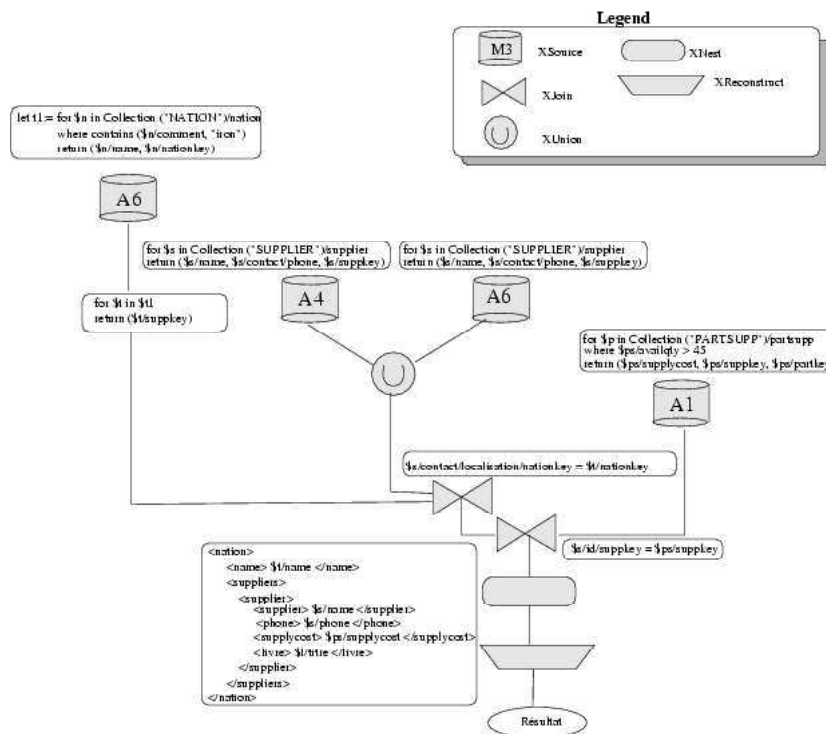 Legend
M3
XSource
XNest
XJoin
XReconstruct
XUnion
let t1:= for $n in Collection ("NATION")/nation
where contains ($n/comment, "iron")
return ($n/name, $n/nationkey)
A6
for $s in Collection ("SUPPLIER")/supplier
return ($s/name, $s/contact/phone, $s/suppkey)
for $s in Collection ("SUPPLIER")/supplier
return ($s/name, $s/contact/phone, $s/suppkey)
A4
A6
for $t in $t1
return ($t/suppkey)
for $p in Collection ("PARTSUPP")/partsupp
where $ps/availqty > 45
return ($ps/supplycost, $ps/suppkey, $ps/partkey
A1
$s/contact/localisation/nationkey = $t/nationkey
$s/id/suppkey = $ps/suppkey
<nation>
<name> $t/name </name>
<suppliers>
<supplier>
<supplier> $s/name </supplier>
<phone> $s/phone </phone>
<supplycost> $ps/supplycost </supplycost>
<livre> $l/titre </livre>
</supplier>
</suppliers>
</nation>
Résultat